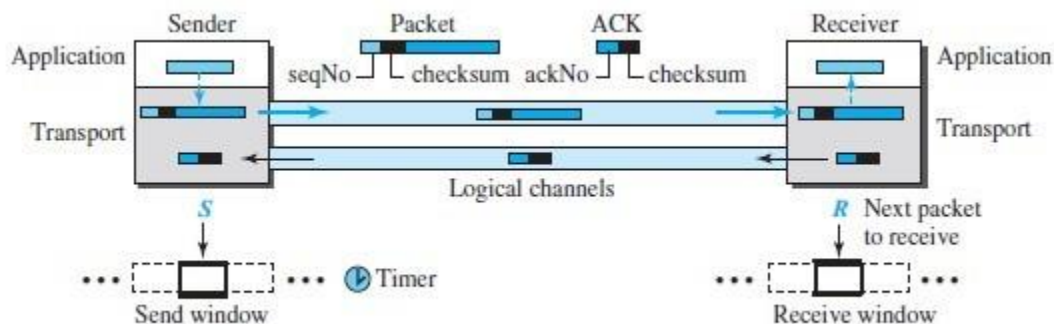 Sender Packet ACK Receiver
Application Application
seqNo checksum ackNo checksum
Transport Transport
Logical channels
S R Next packet
to receive
••• ••• Timer ••• •••
Send window Receive window